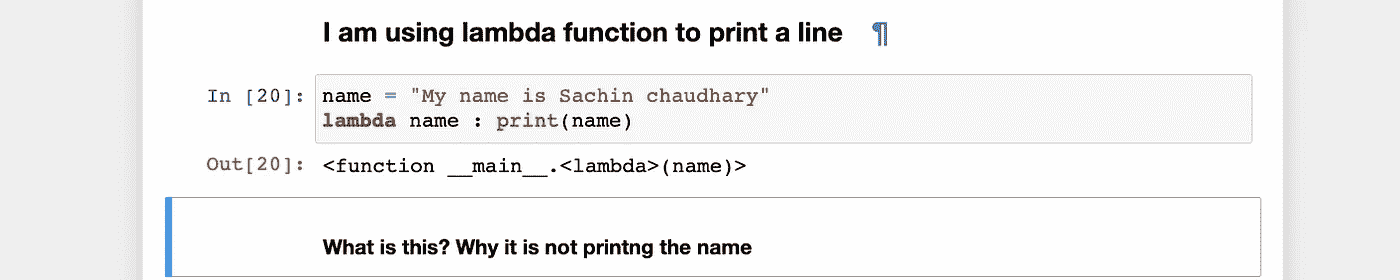 I am using lambda function to print a line ¶
In [20]: name = "My name is Sachin chaudhary"
lambda name : print(name)
Out[20]: <function __main__.<lambda>(name)>
What is this? Why it is not printng the name